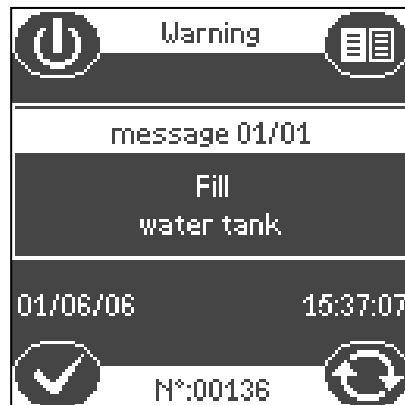 Warning
message 01/01
Fill
water tank
01/06/06 15:37:07
N°:00136